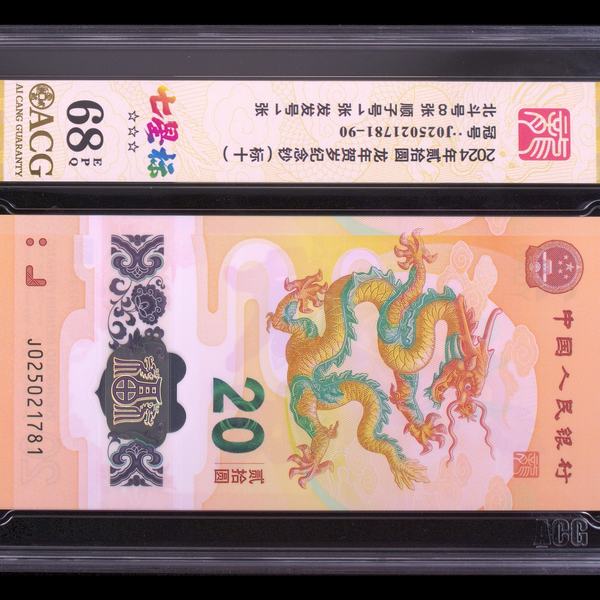 2024年贰拾圆 龙年贺岁纪念钞（标十）
冠号：J025021781-90
北斗号8张 顺子号1张 发发号1张
七星标
☆☆☆
68
EPQ
ACG
AI CANG GUARANTY
中国人民银行
20
贰拾圆
J025021781
ACG